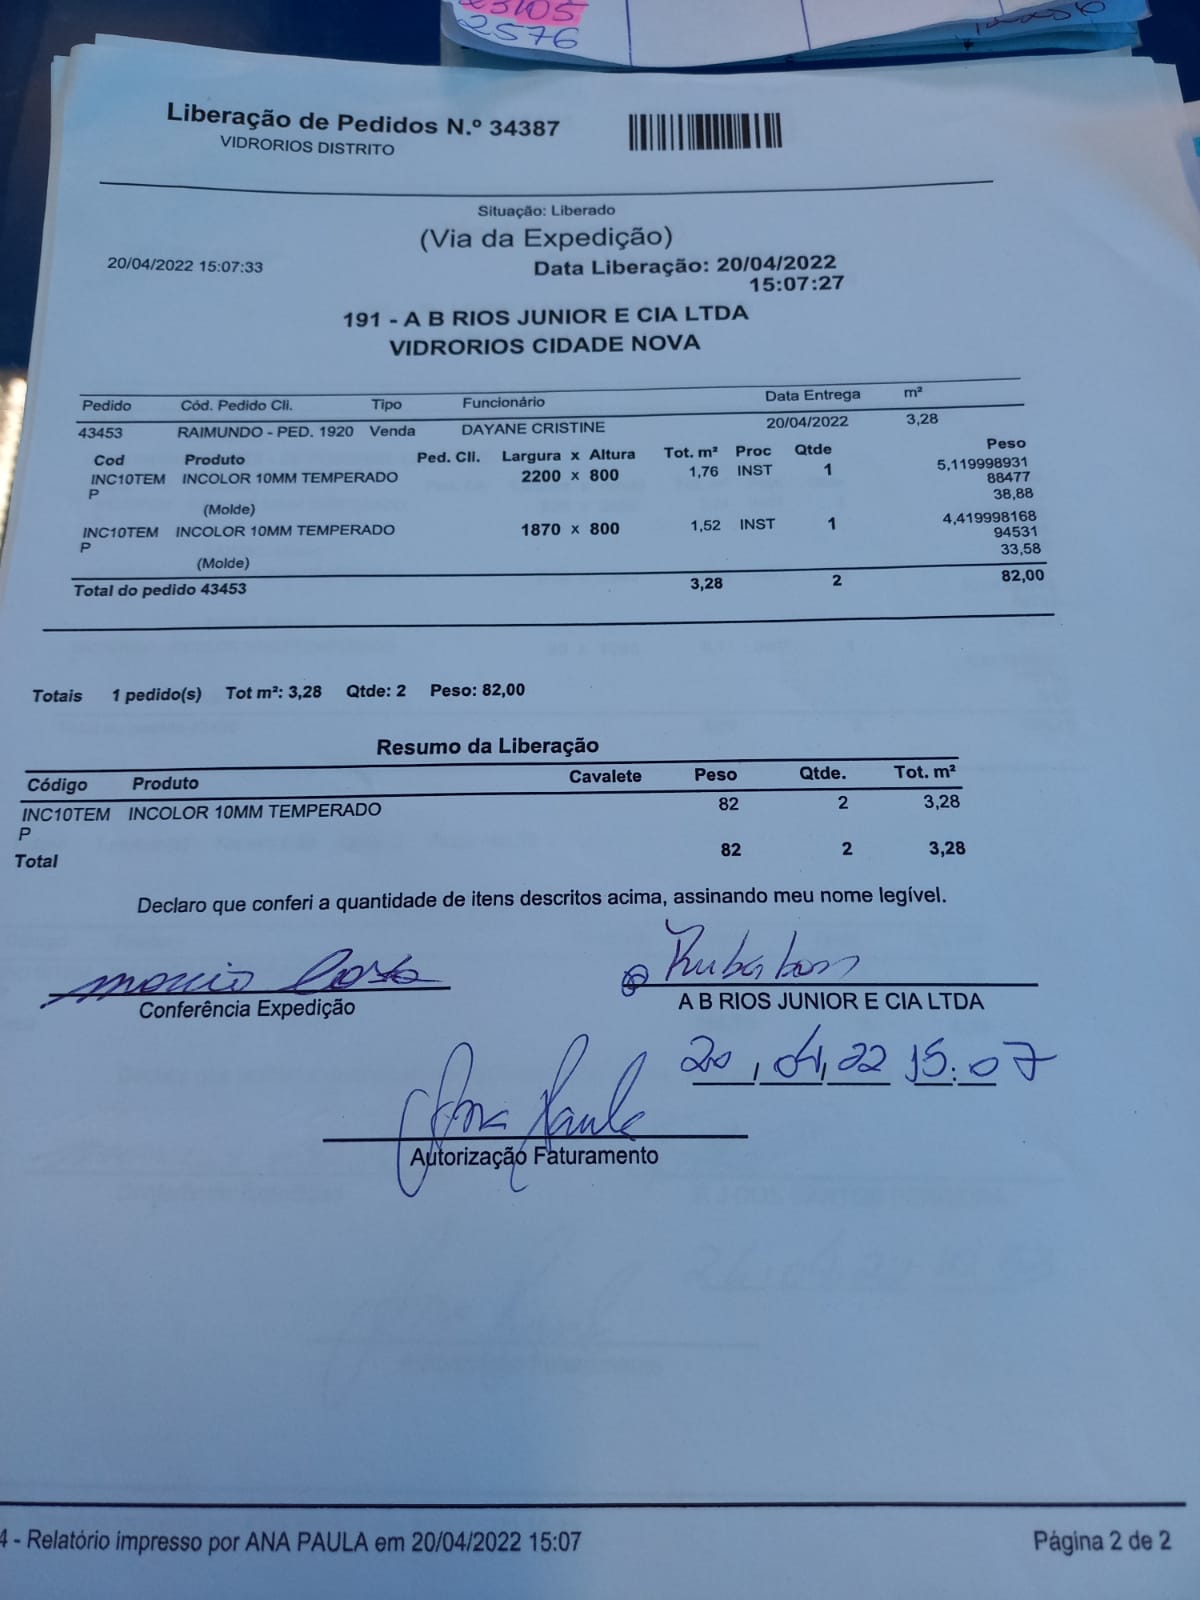 23105
2576
Liberação de Pedidos N.º 34387
VIDRORIOS DISTRITO
Situação: Liberado
(Via da Expedição)
20/04/2022 15:07:33
Data Liberação: 20/04/2022
15:07:27
191 - A B RIOS JUNIOR E CIA LTDA
VIDRORIOS CIDADE NOVA
Pedido Cód. Pedido Cli. Tipo Funcionário Data Entrega m²
43453 RAIMUNDO - PED. 1920 Venda DAYANE CRISTINE 20/04/2022 3,28
Cod Produto Ped. Cli. Largura x Altura Tot. m² Proc Qtde Peso
INC10TEM INCOLOR 10MM TEMPERADO 2200 x 800 1,76 INST 1 5,119998931
P 88477
(Molde) 38,88
INC10TEM INCOLOR 10MM TEMPERADO 1870 x 800 1,52 INST 1 4,419998168
P 94531
(Molde) 33,58
Total do pedido 43453 3,28 2 82,00
Totais 1 pedido(s) Tot m²: 3,28 Qtde: 2 Peso: 82,00
Resumo da Liberação
Código Produto Cavalete Peso Qtde. Tot. m²
INC10TEM INCOLOR 10MM TEMPERADO 82 2 3,28
P
Total 82 2 3,28
Declaro que conferi a quantidade de itens descritos acima, assinando meu nome legível.
marcio Costa
Conferência Expedição
A B RIOS JUNIOR E CIA LTDA
20, 04, 22 15:07
Ana Paula
Autorização Faturamento
4 - Relatório impresso por ANA PAULA em 20/04/2022 15:07
Página 2 de 2